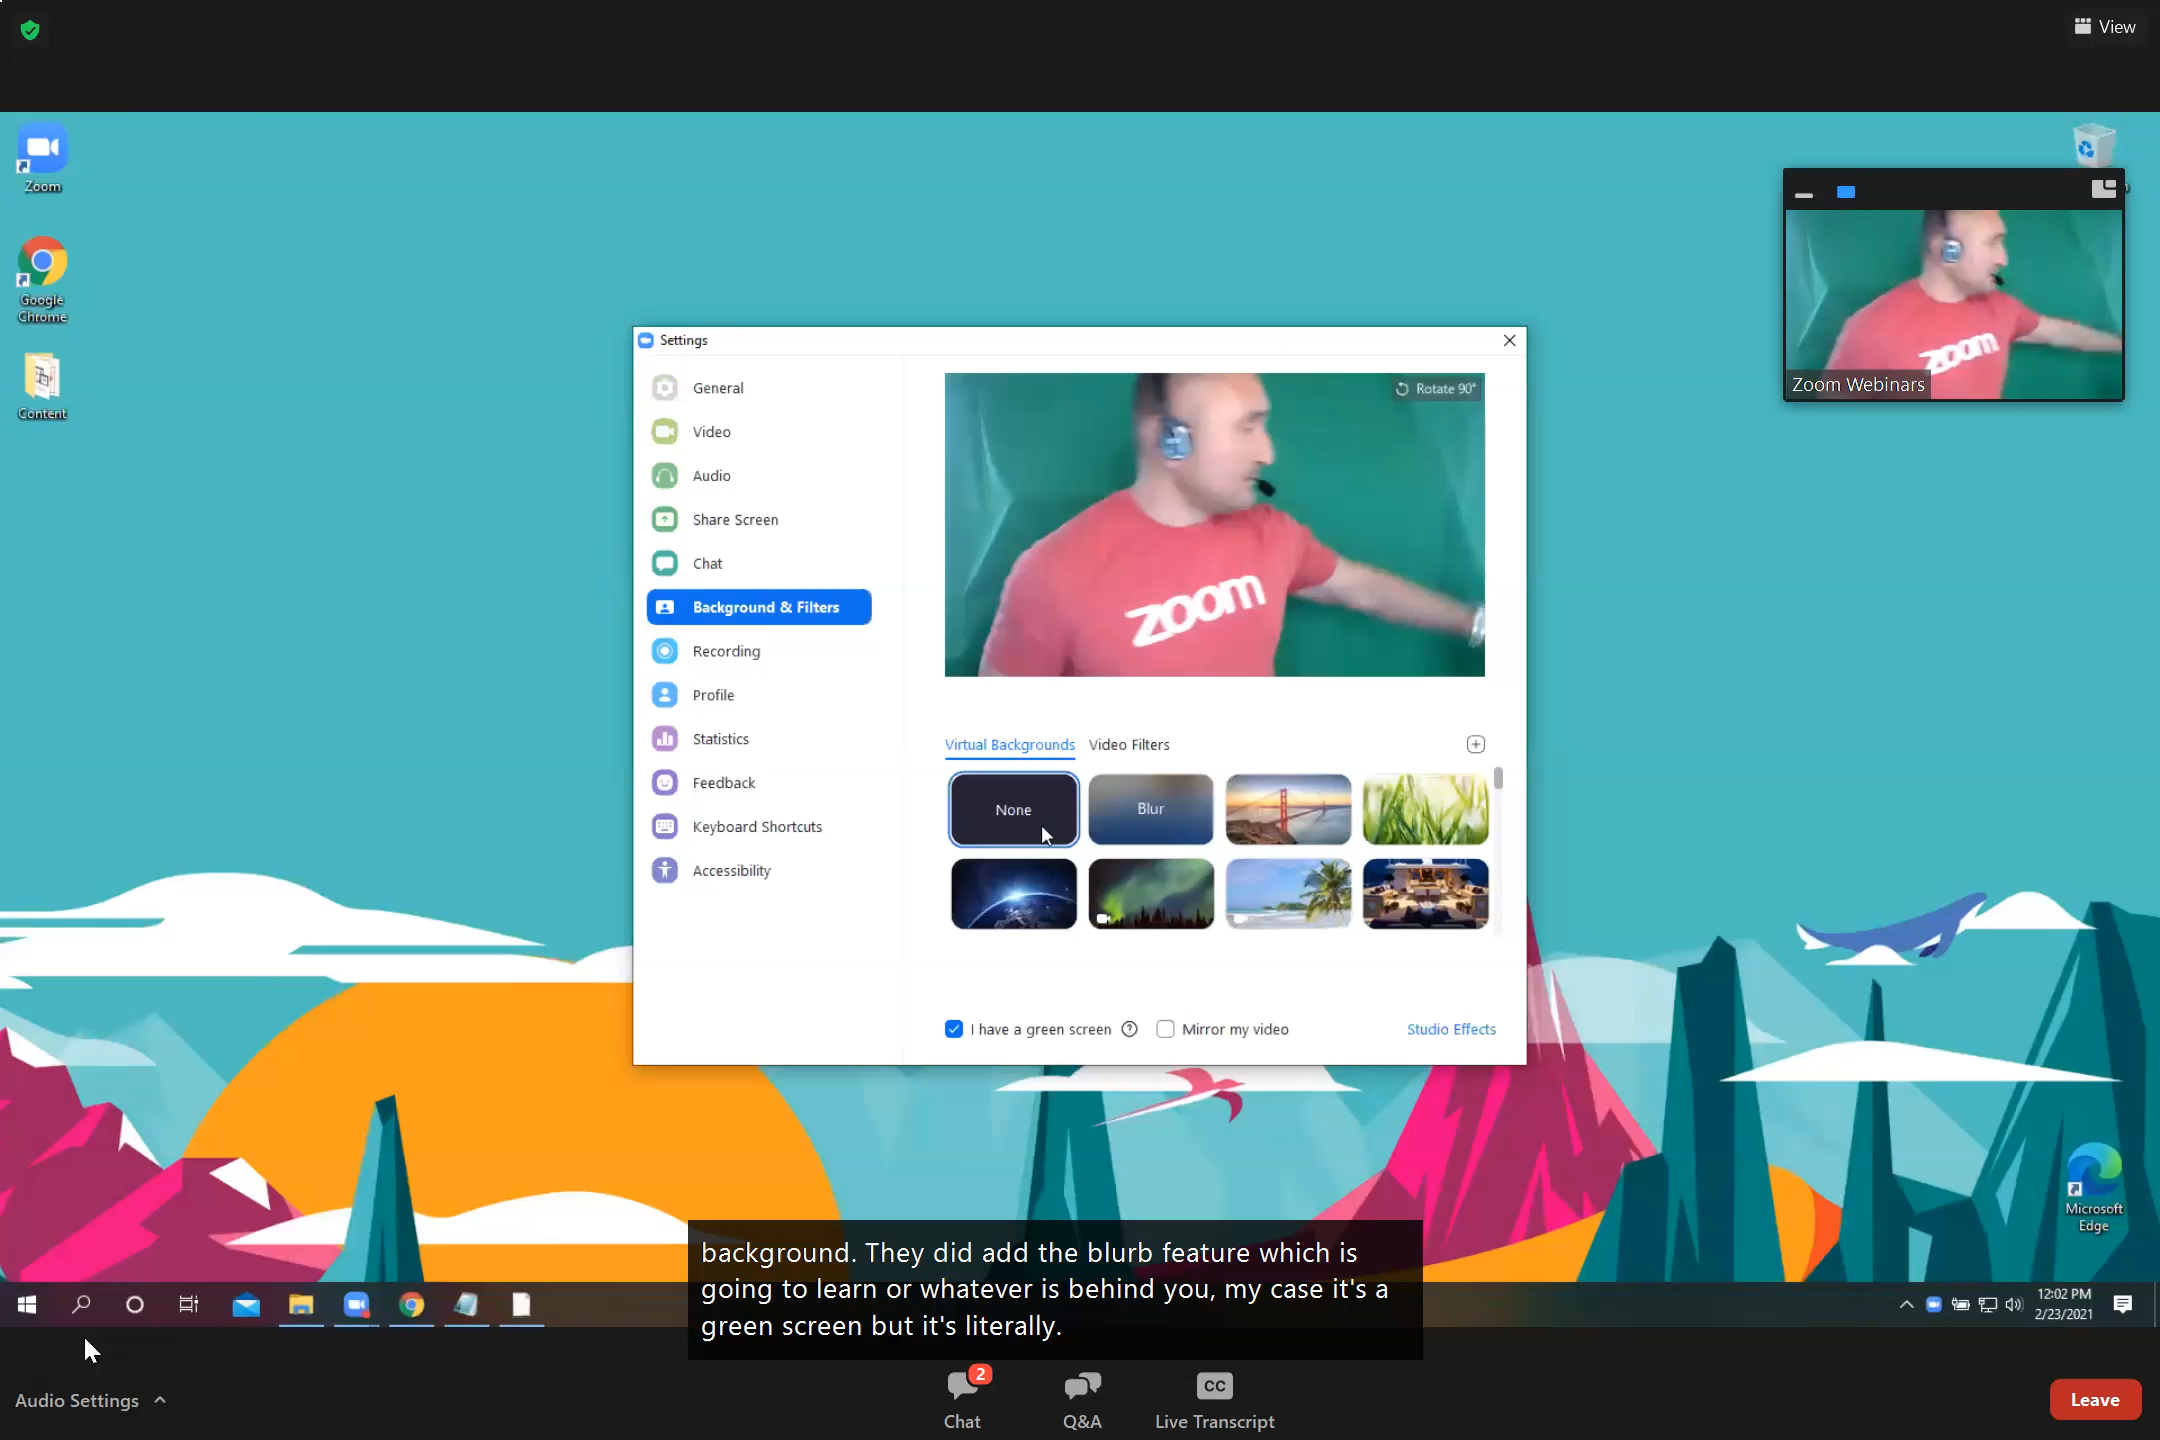 View
Zoom
Google
Chrome
Content
Zoom Webinars
Settings
General
Video
Audio
Share Screen
Chat
Background & Filters
Recording
Profile
Statistics
Feedback
Keyboard Shortcuts
Accessibility
Rotate 90°
zoom
zoom
Virtual Backgrounds
Video Filters
None
Blur
I have a green screen
Mirror my video
Studio Effects
Microsoft
Edge
background. They did add the blurb feature which is
going to learn or whatever is behind you, my case it's a
green screen but it's literally.
12:02 PM
2/23/2021
Audio Settings
2
Chat
Q&A
CC
Live Transcript
Leave